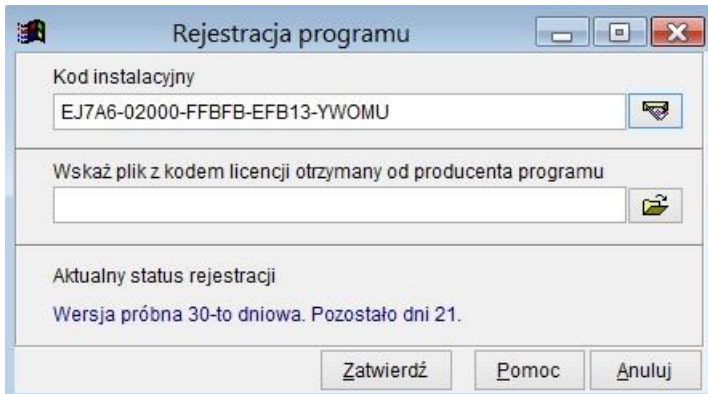 Rejestracja programu
Kod instalacyjny
EJ7A6-02000-FFBFB-EFB13-YWOMU
Wskaż plik z kodem licencji otrzymany od producenta programu
Aktualny status rejestracji
Wersja próbna 30-to dniowa. Pozostało dni 21.
Zatwierdź Pomoc Anuluj